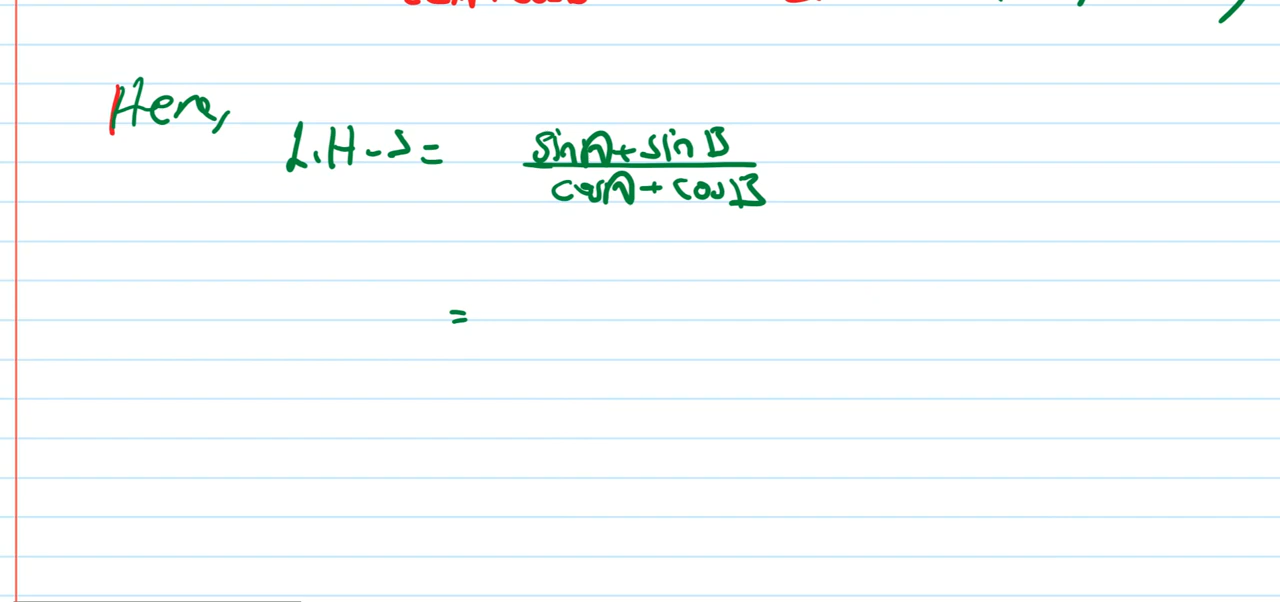 Here,
L.H-S = sinA+sinB
cosA+cosB
=